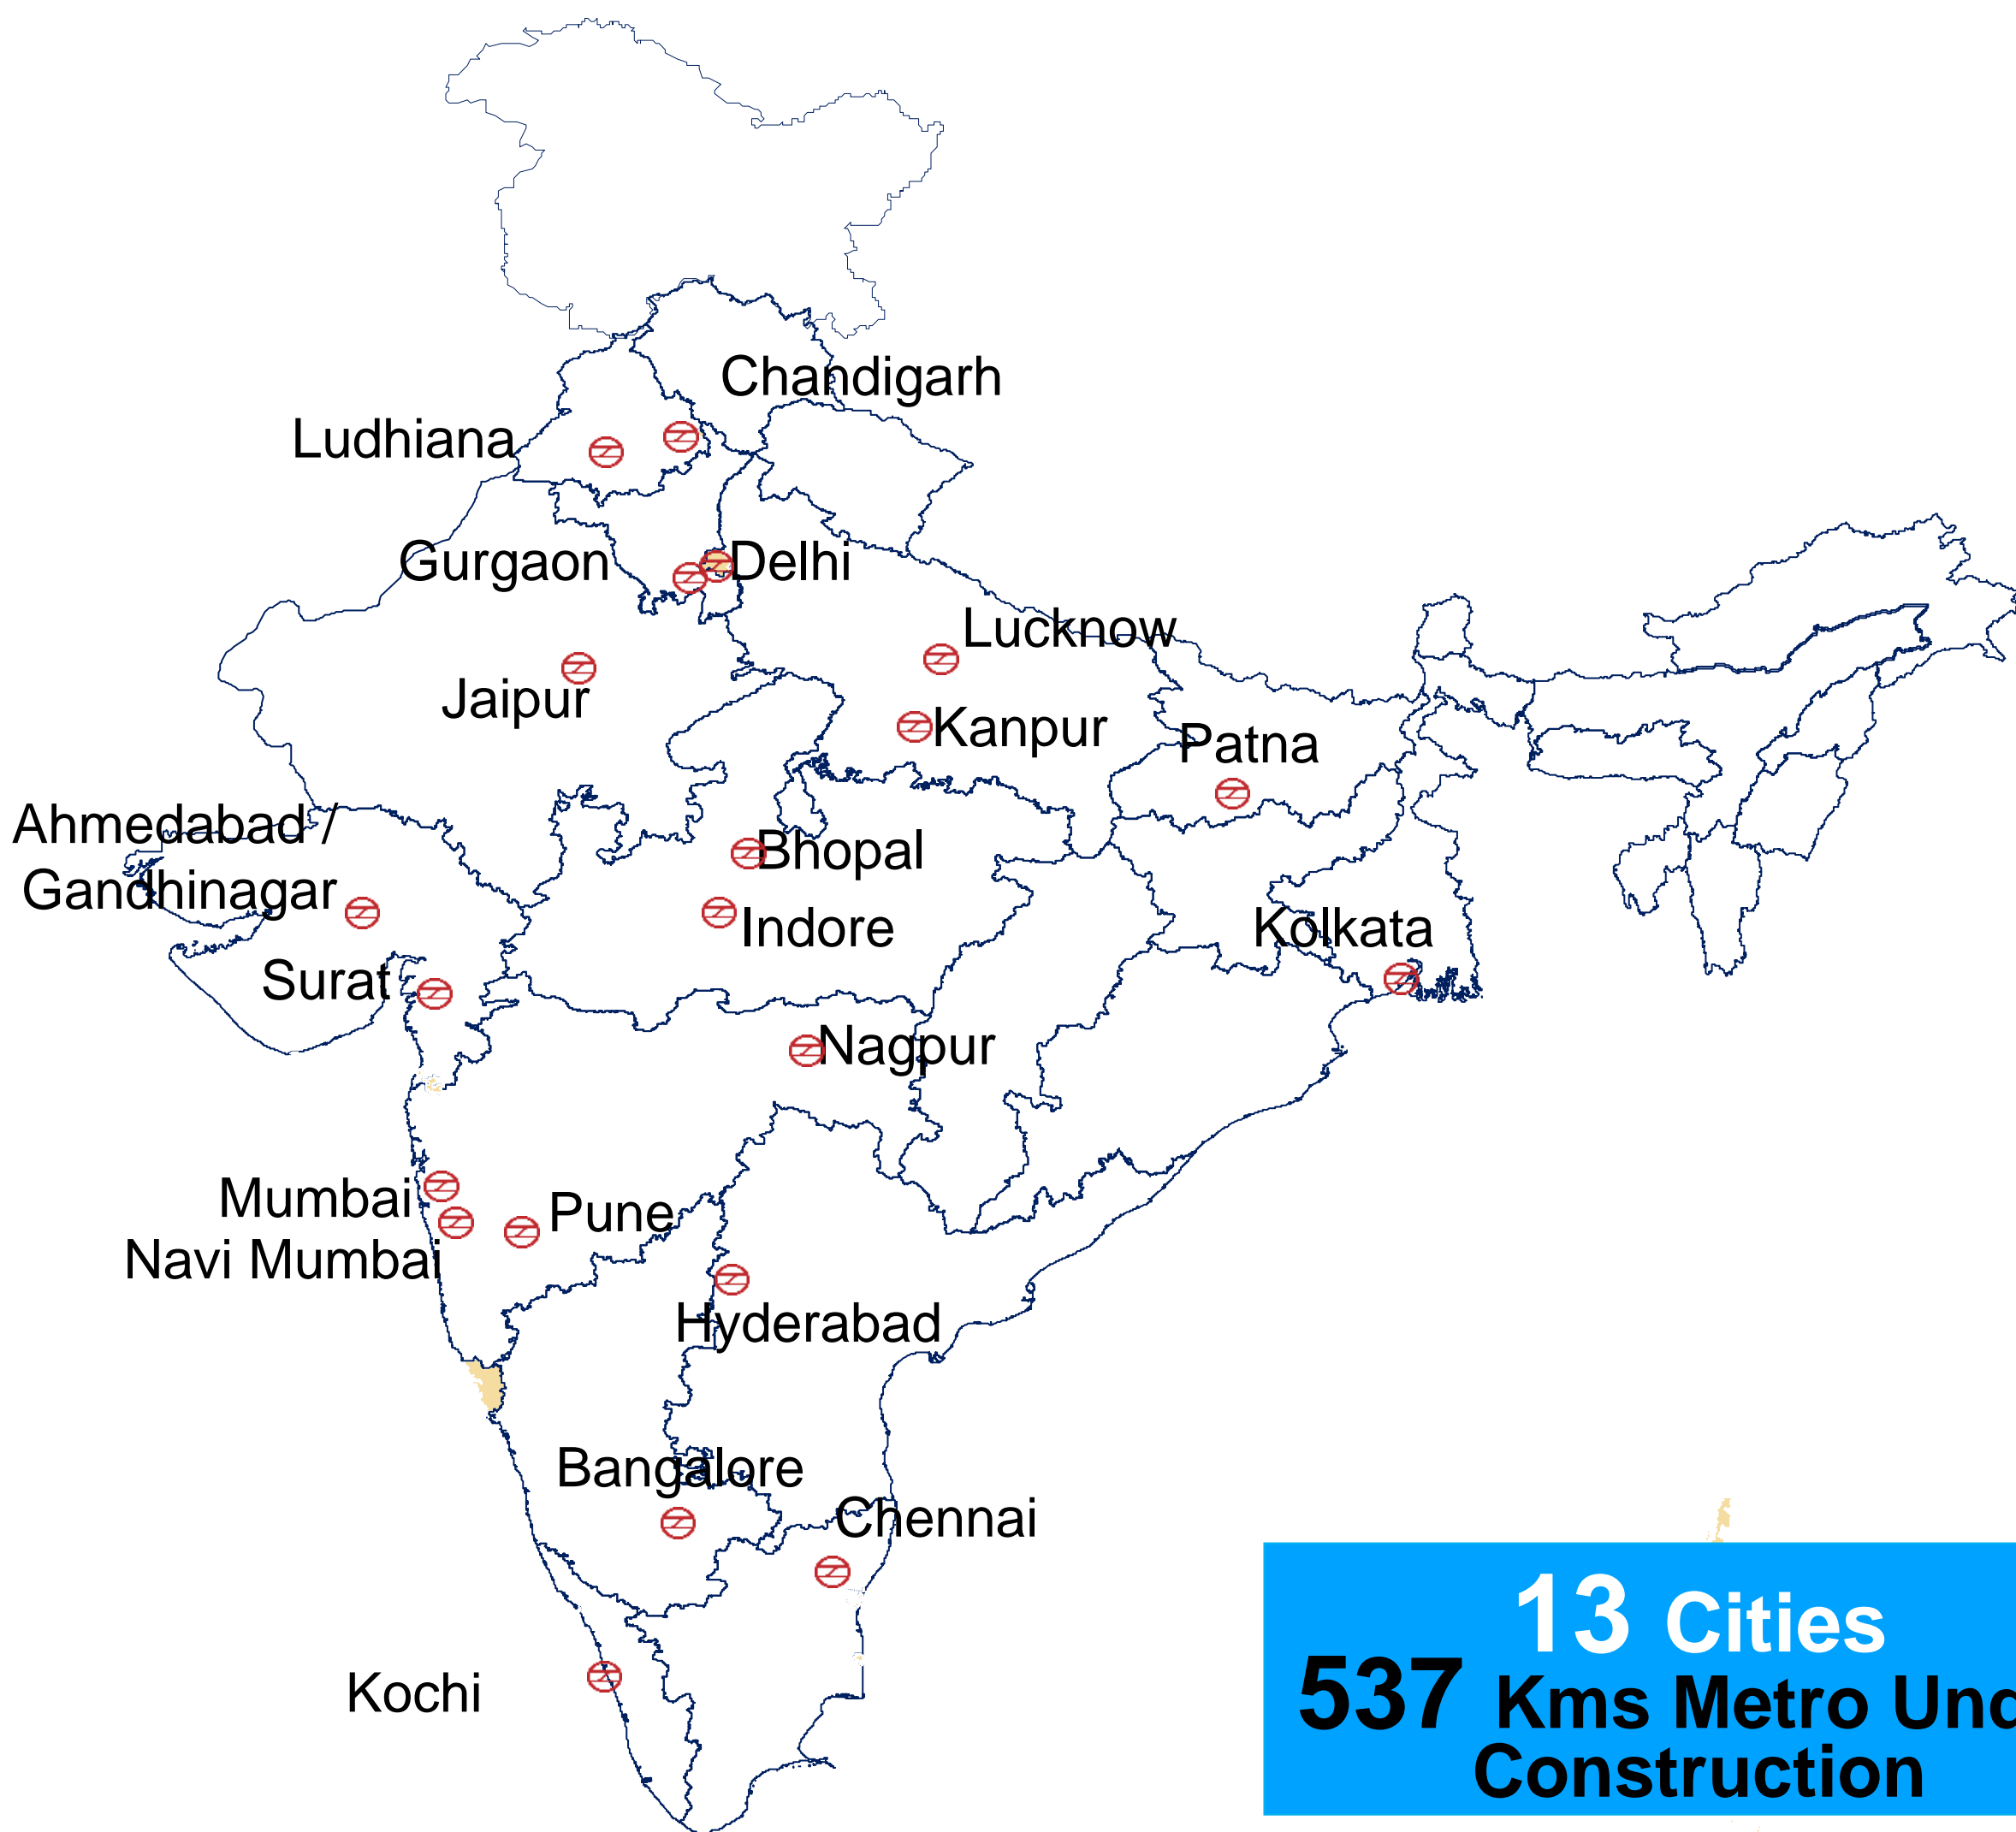 Chandigarh
Ludhiana
Gurgaon
Delhi
Lucknow
Jaipur
Kanpur
Patna
Ahmedabad /
Gandhinagar
Bhopal
Indore
Kolkata
Surat
Nagpur
Mumbai
Navi Mumbai
Pune
Hyderabad
Bangalore
Chennai
Kochi
13 Cities
537 Kms Metro Und
Construction